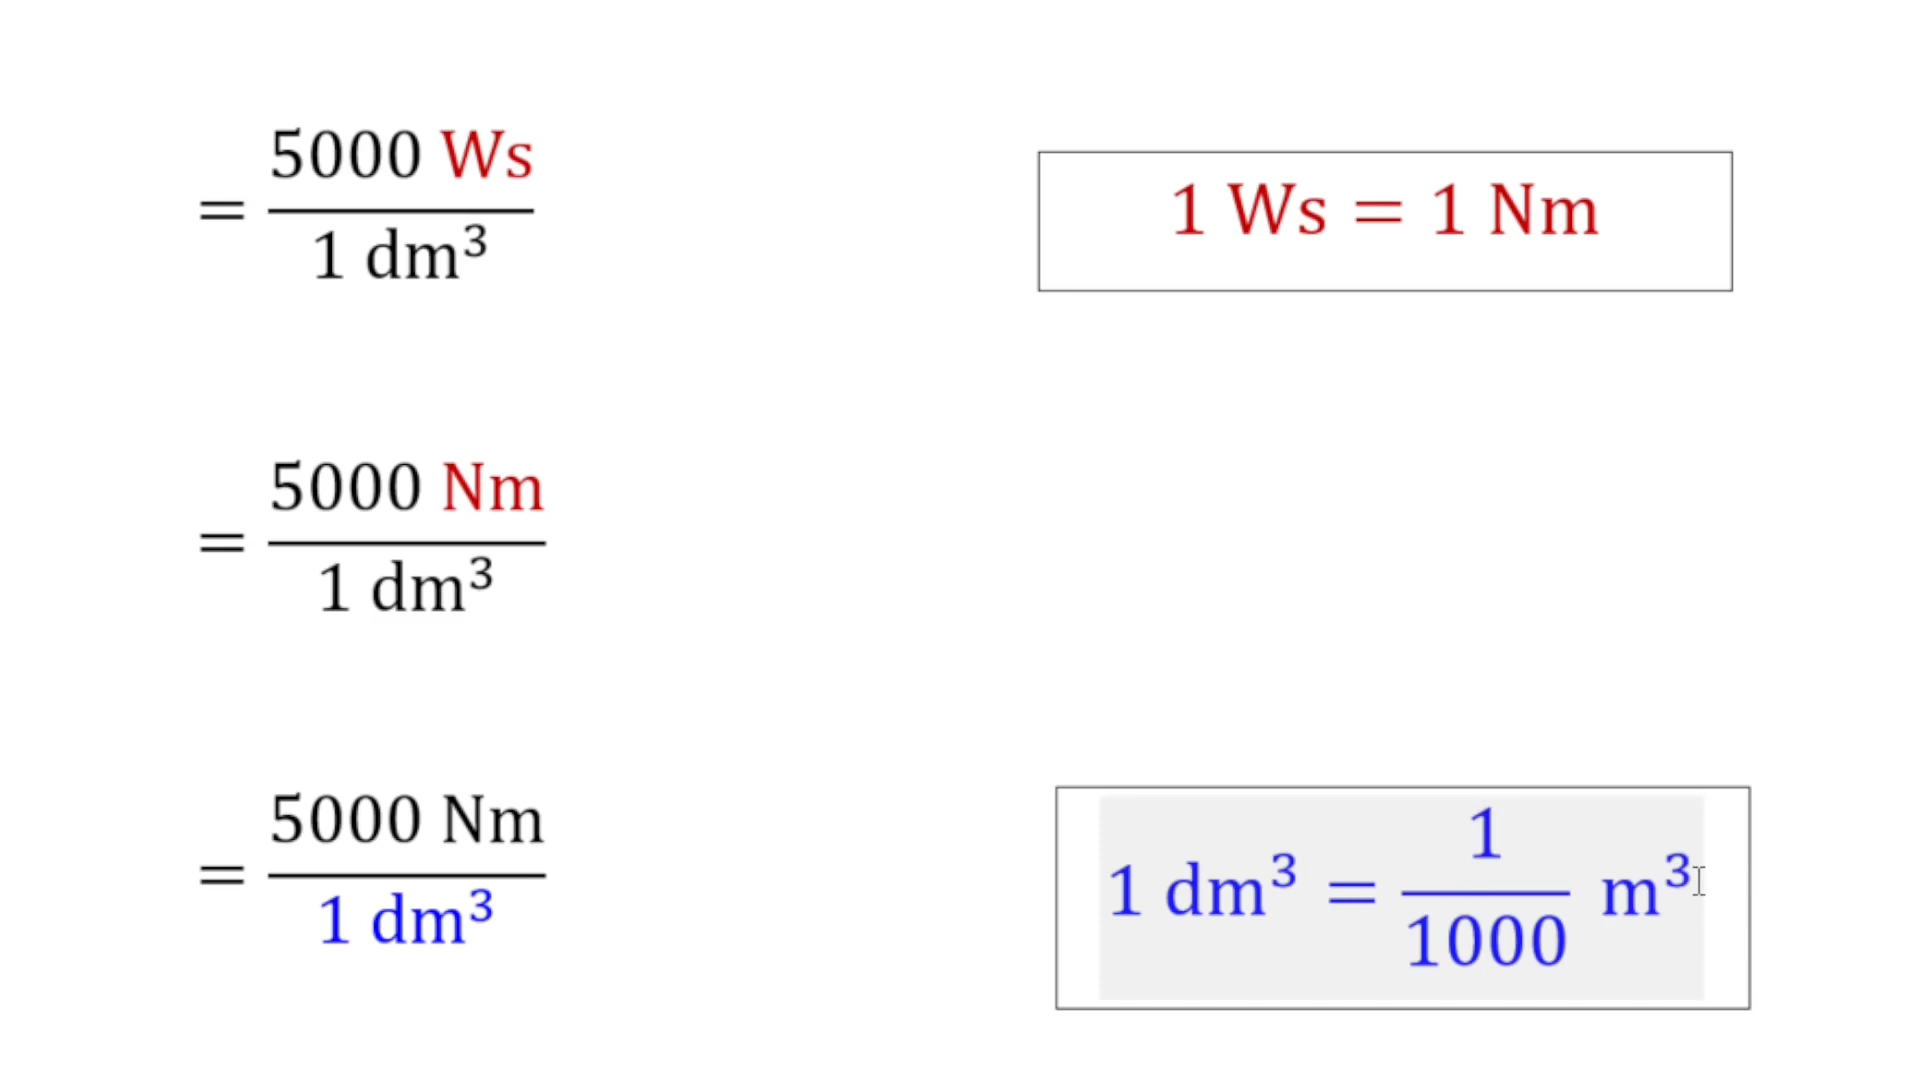 = 5000 Ws / 1 dm³
1 Ws = 1 Nm
= 5000 Nm / 1 dm³
= 5000 Nm / 1 dm³
1 dm³ = 1/1000 m³